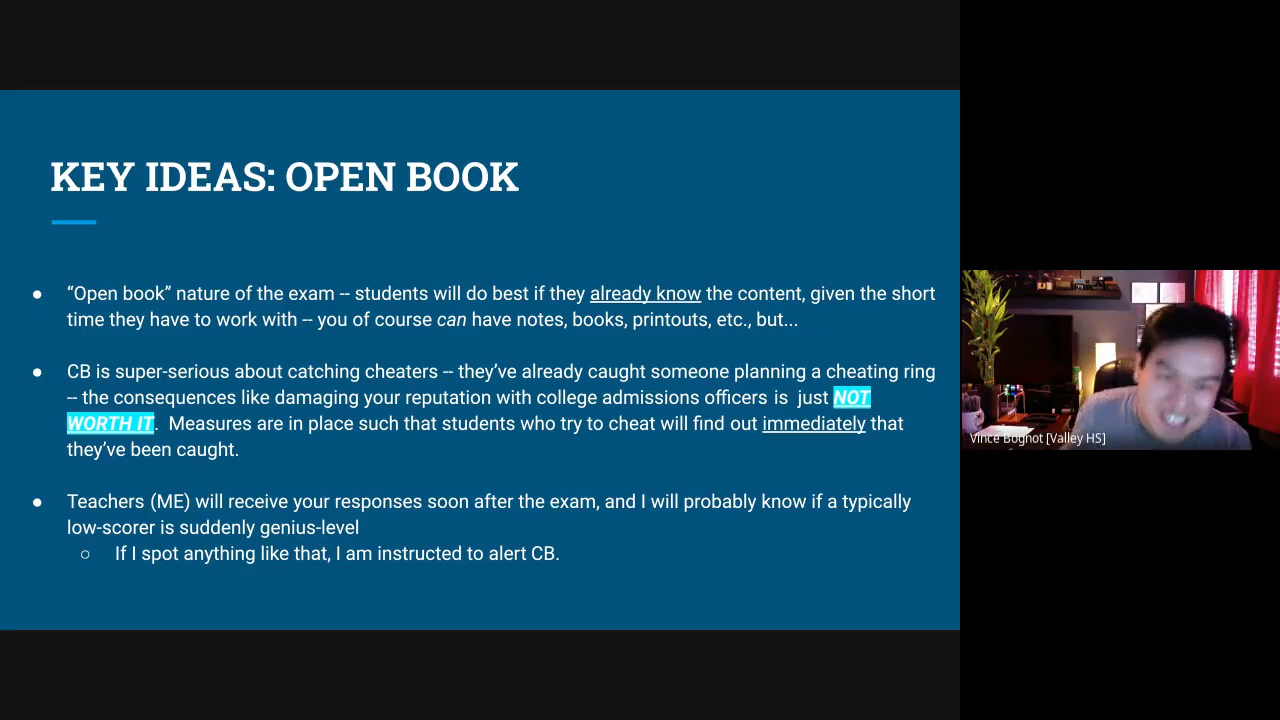 KEY IDEAS: OPEN BOOK
● “Open book” nature of the exam -- students will do best if they already know the content, given the short
time they have to work with -- you of course can have notes, books, printouts, etc., but...
● CB is super-serious about catching cheaters -- they’ve already caught someone planning a cheating ring
-- the consequences like damaging your reputation with college admissions officers is just NOT
WORTH IT. Measures are in place such that students who try to cheat will find out immediately that
they’ve been caught.
● Teachers (ME) will receive your responses soon after the exam, and I will probably know if a typically
low-scorer is suddenly genius-level
○ If I spot anything like that, I am instructed to alert CB.
Vince Bognot [Valley HS]